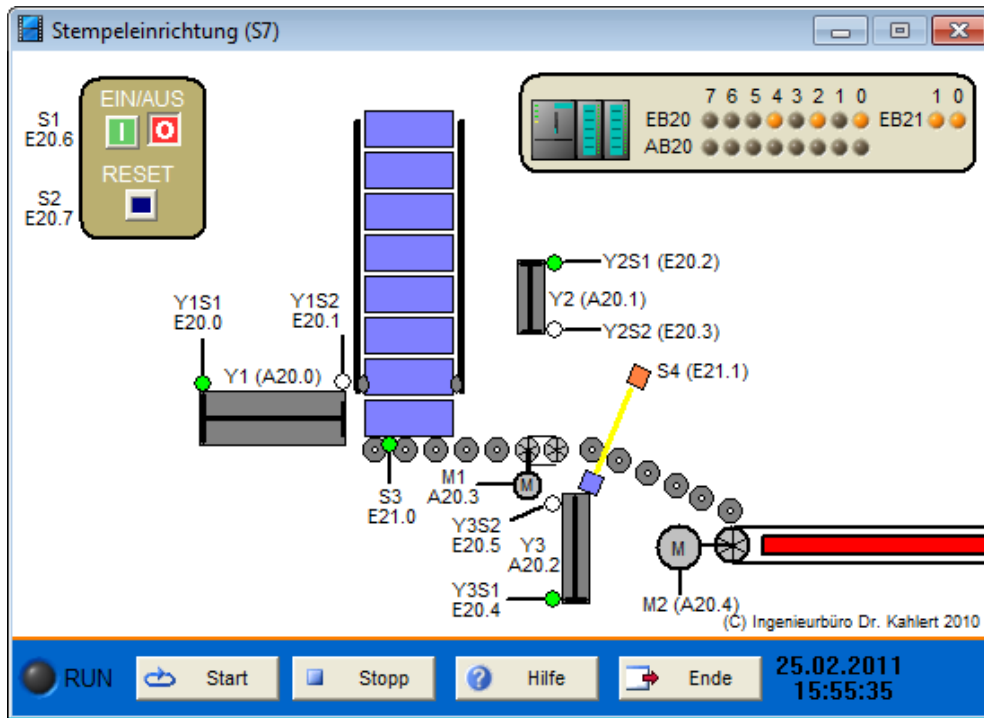 Stempeleinrichtung (S7)
EIN/AUS
S1
E20.6
I O
RESET
S2
E20.7
7 6 5 4 3 2 1 0 1 0
EB20 EB21
AB20
Y2S1 (E20.2)
Y2 (A20.1)
Y2S2 (E20.3)
Y1S1
E20.0
Y1S2
E20.1
Y1 (A20.0)
S4 (E21.1)
M1
A20.3
M
S3
E21.0
Y3S2
E20.5
Y3
A20.2
Y3S1
E20.4
M
M2 (A20.4)
(C) Ingenieurbüro Dr. Kahlert 2010
RUN Start Stopp ? Hilfe Ende
25.02.2011
15:55:35